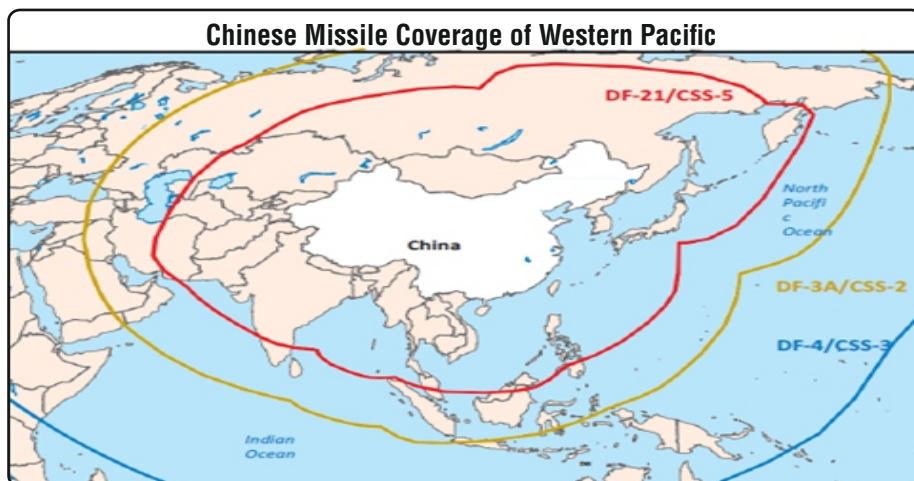 Chinese Missile Coverage of Western Pacific
DF-21/CSS-5
North
Pacifi
c
Ocean
China
DF-3A/CSS-2
DF-4/CSS-3
Indian
Ocean